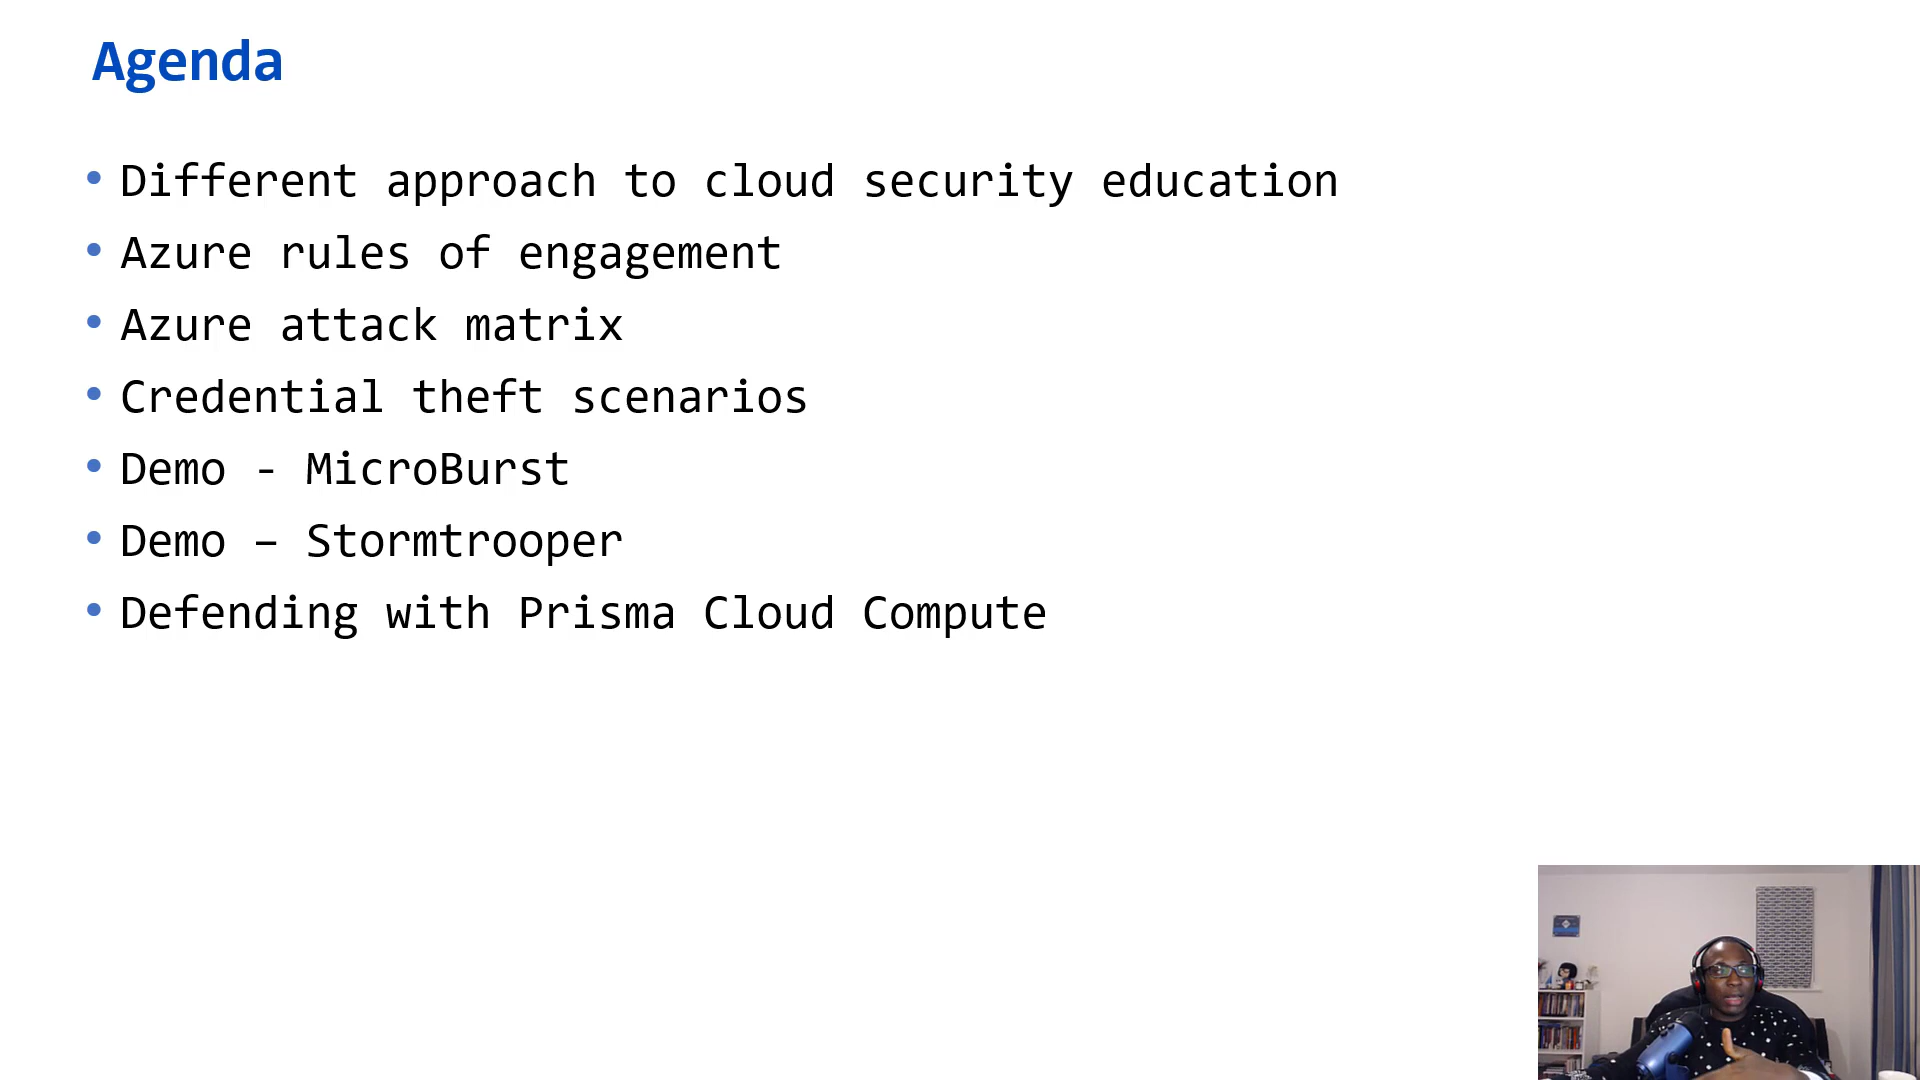 Agenda
• Different approach to cloud security education
• Azure rules of engagement
• Azure attack matrix
• Credential theft scenarios
• Demo - MicroBurst
• Demo – Stormtrooper
• Defending with Prisma Cloud Compute